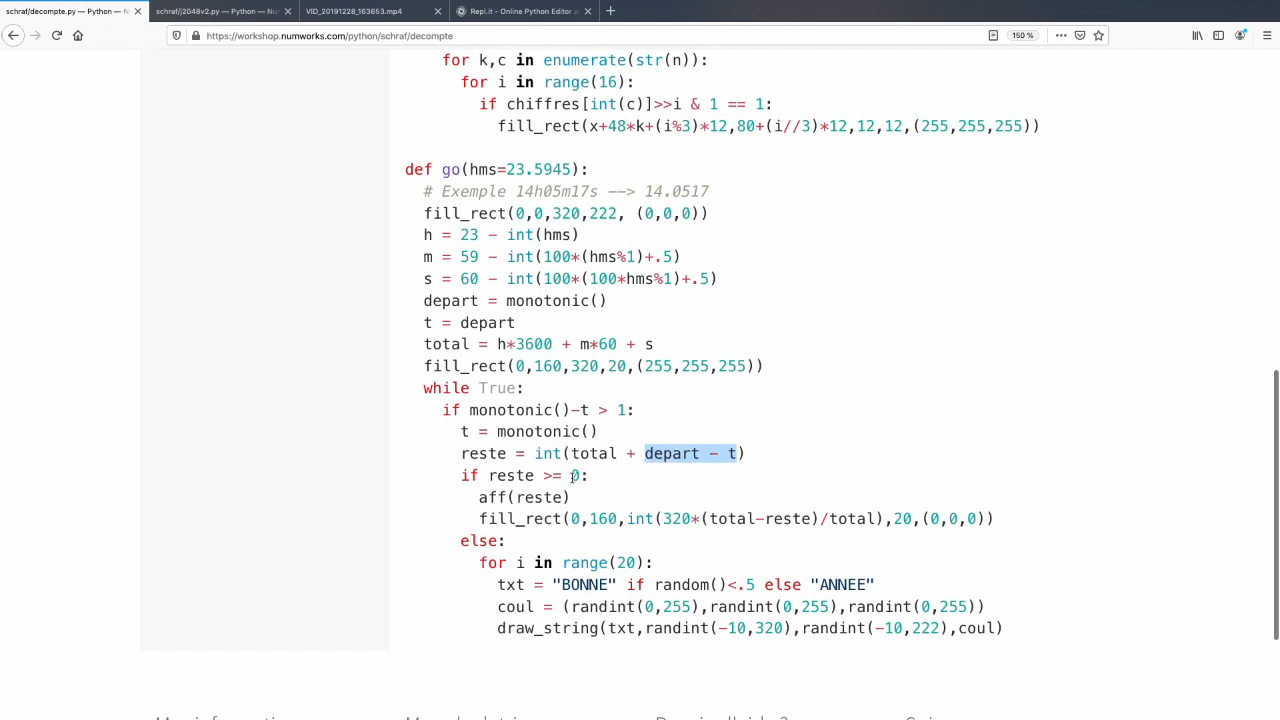 schraf/decompte.py — Python — Nu
schraf/j2048v2.py — Python — Num
VID_20191228_163653.mp4
Repl.it - Online Python Editor a
https://workshop.numworks.com/python/schraf/decompte
150 %
for k,c in enumerate(str(n)):
for i in range(16):
if chiffres[int(c)]>>i & 1 == 1:
fill_rect(x+48*k+(i%3)*12,80+(i//3)*12,12,12,(255,255,255))
def go(hms=23.5945):
# Exemple 14h05m17s --> 14.0517
fill_rect(0,0,320,222, (0,0,0))
h = 23 - int(hms)
m = 59 - int(100*(hms%1)+.5)
s = 60 - int(100*(100*hms%1)+.5)
depart = monotonic()
t = depart
total = h*3600 + m*60 + s
fill_rect(0,160,320,20,(255,255,255))
while True:
if monotonic()-t > 1:
t = monotonic()
reste = int(total + depart - t)
if reste >= 0:
aff(reste)
fill_rect(0,160,int(320*(total-reste)/total),20,(0,0,0))
else:
for i in range(20):
txt = "BONNE" if random()<.5 else "ANNEE"
coul = (randint(0,255),randint(0,255),randint(0,255))
draw_string(txt,randint(-10,320),randint(-10,222),coul)